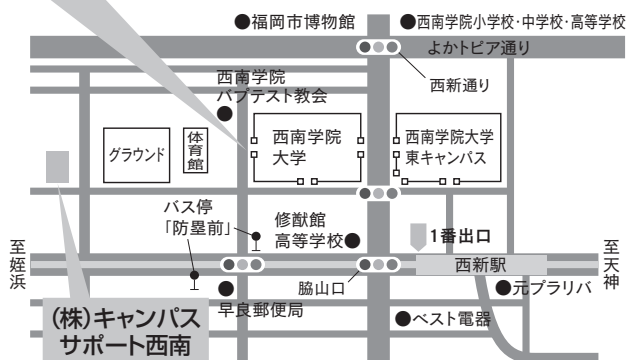 ●福岡市博物館
●西南学院小学校・中学校・高等学校
よかトピア通り
西新通り
西南学院
バプテスト教会
グラウンド
体育館
西南学院
大学
西南学院大学
東キャンパス
バス停
「防塁前」
修猷館
高等学校●
1番出口
至姪浜
西新駅
至天神
脇山口
●元プラリバ
早良郵便局
●ベスト電器
(株)キャンパス
サポート西南